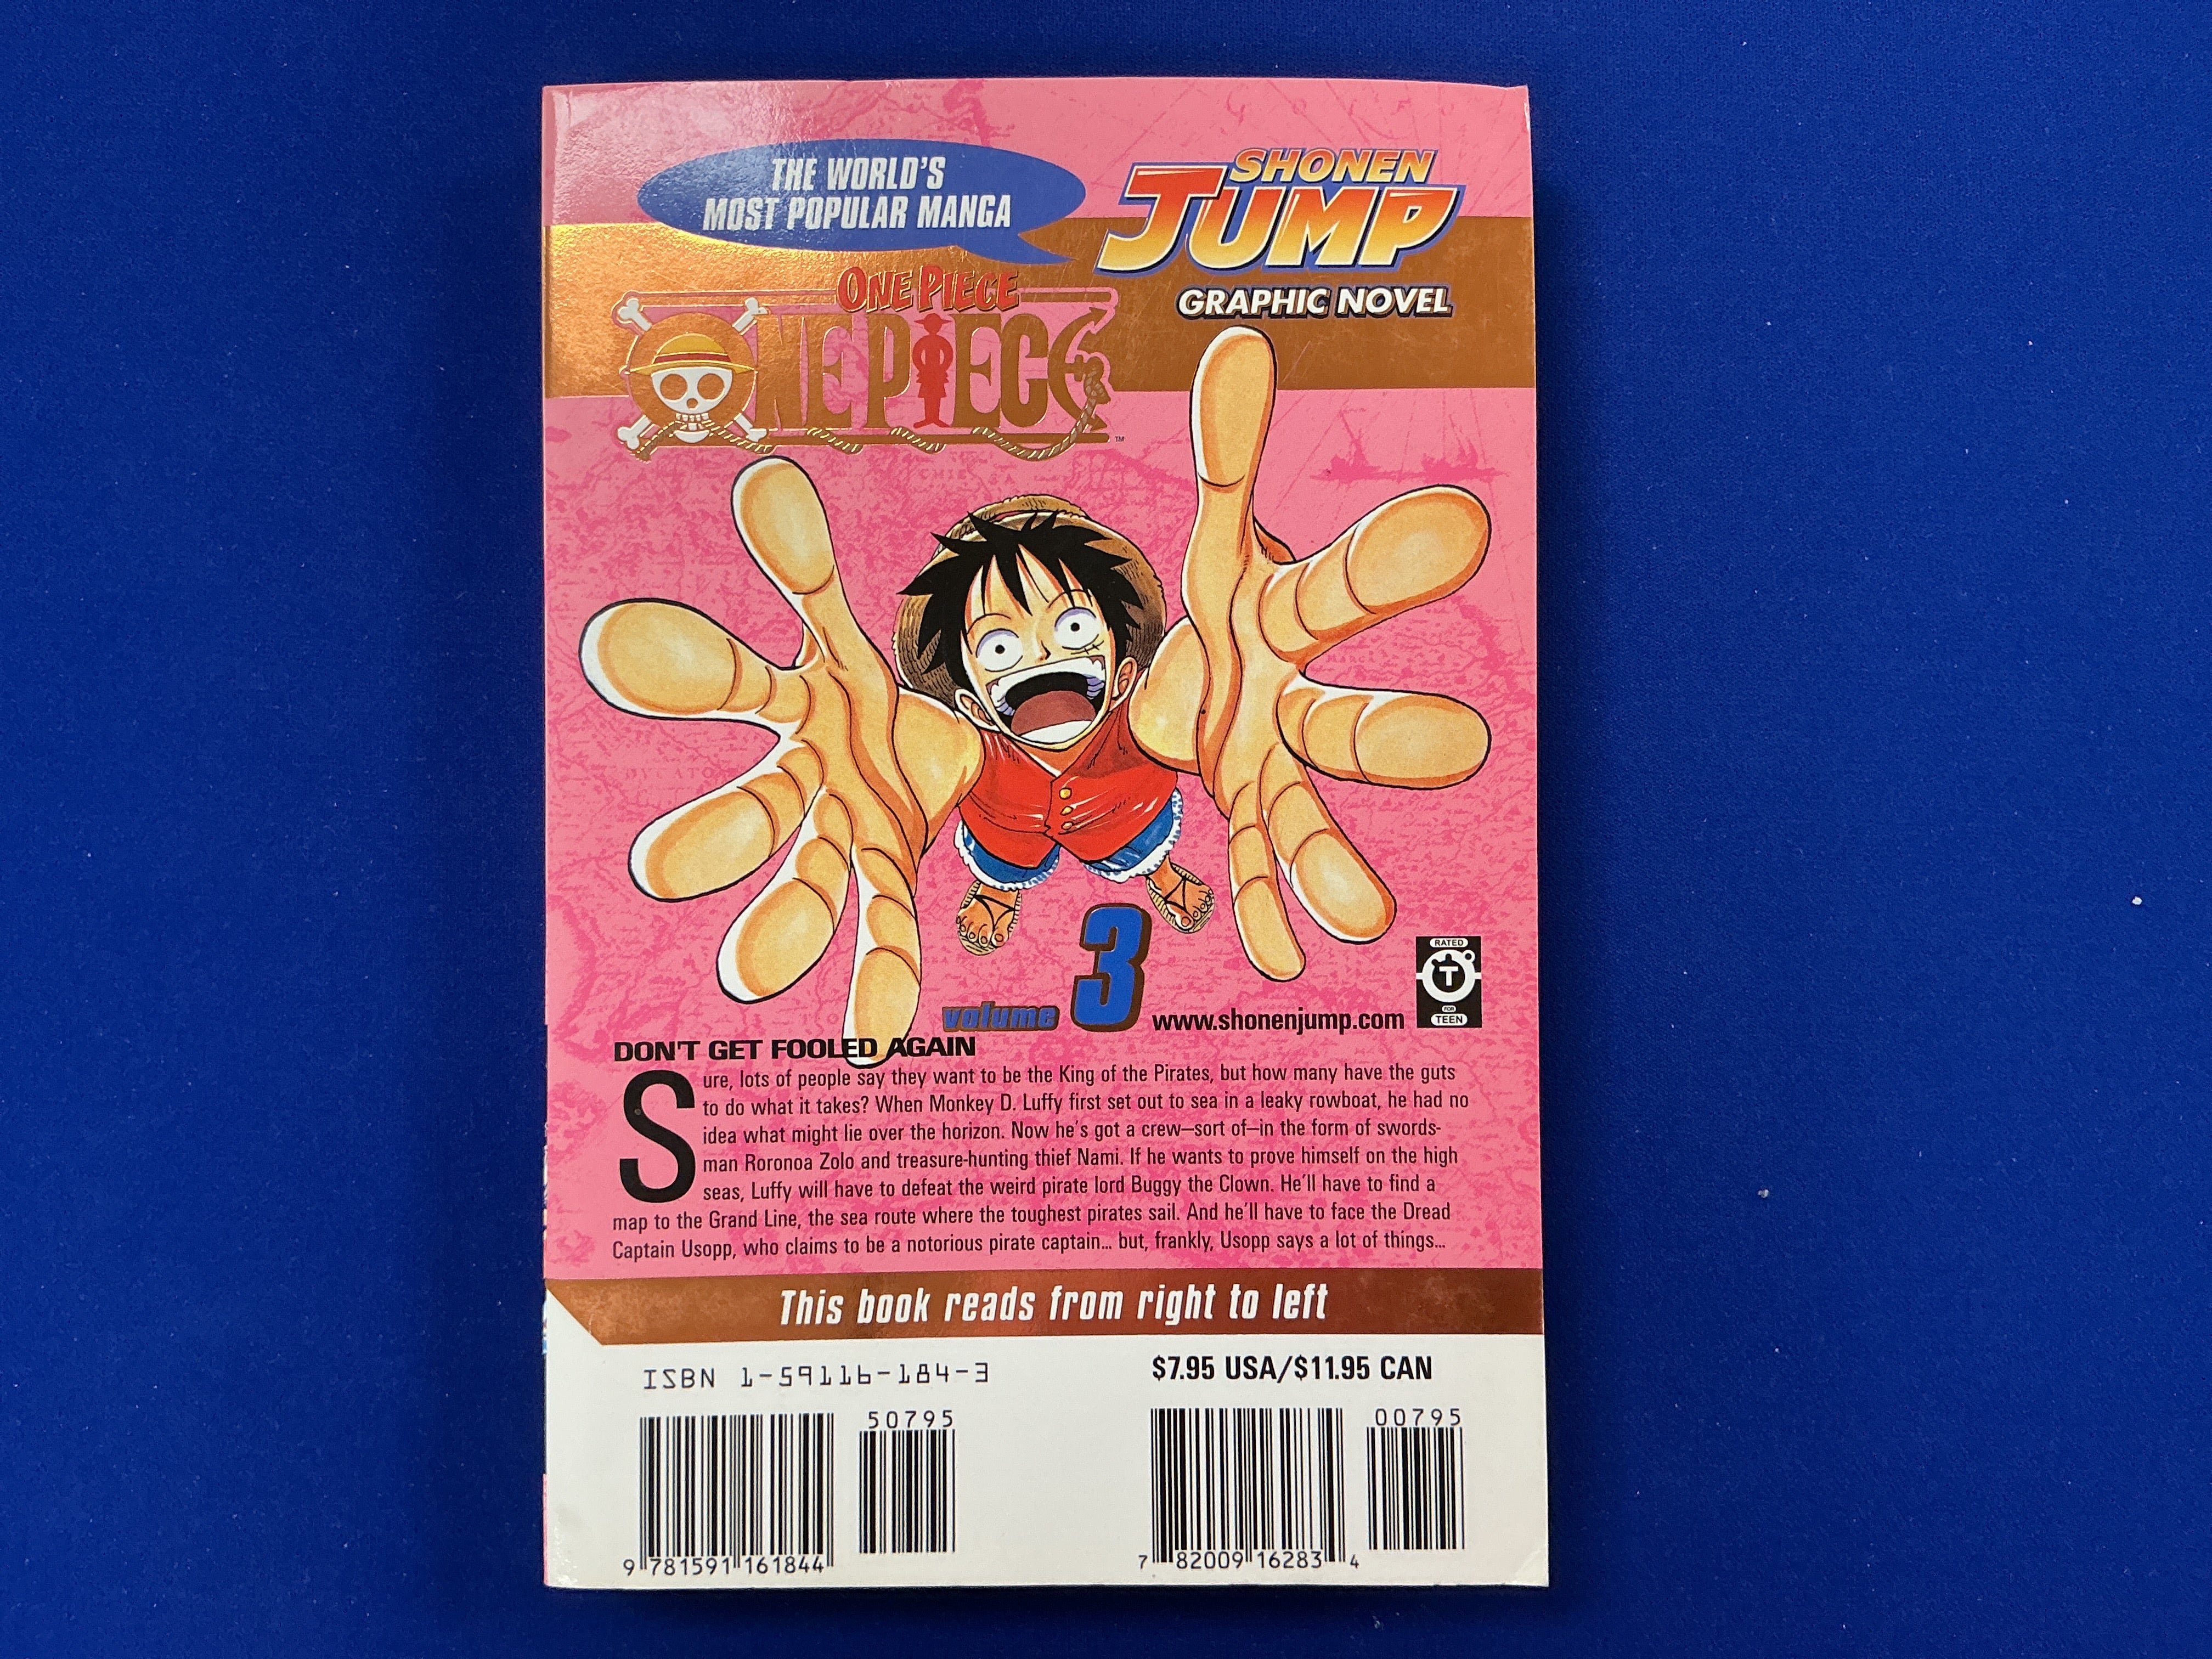 THE WORLD'S
MOST POPULAR MANGA
SHONEN
JUMP
GRAPHIC NOVEL
ONE PIECE
ONE PIECE
TM
volume 3
www.shonenjump.com
RATED
T
FOR
TEEN
DON'T GET FOOLED AGAIN
Sure, lots of people say they want to be the King of the Pirates, but how many have the guts
to do what it takes? When Monkey D. Luffy first set out to sea in a leaky rowboat, he had no
idea what might lie over the horizon. Now he's got a crew—sort of—in the form of swords-
man Roronoa Zolo and treasure-hunting thief Nami. If he wants to prove himself on the high
seas, Luffy will have to defeat the weird pirate lord Buggy the Clown. He'll have to find a
map to the Grand Line, the sea route where the toughest pirates sail. And he'll have to face the Dread
Captain Usopp, who claims to be a notorious pirate captain... but, frankly, Usopp says a lot of things...
This book reads from right to left
ISBN 1-59116-184-3
$7.95 USA/$11.95 CAN
50795
00795
9 781591 161844
7 82009 16283 4